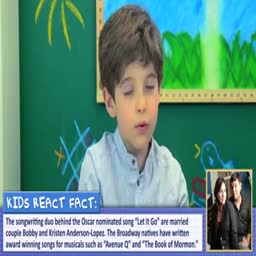 KIDS REACT FACT:
The songwriting duo behind the Oscar nominated song "Let It Go" are married
couple Bobby and Kristen Anderson-Lopez. The Broadway natives have written
award winning songs for musicals such as "Avenue Q" and "The Book of Mormon."